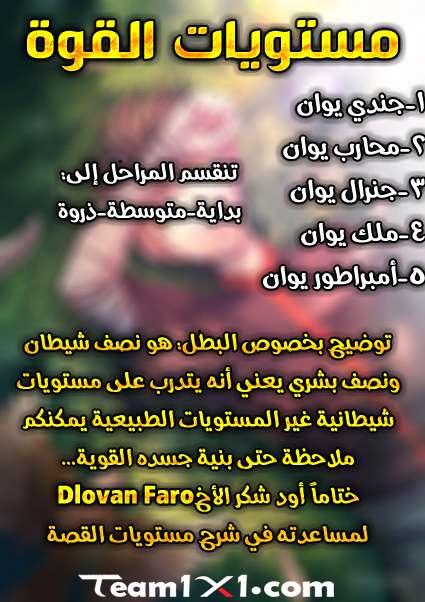 مستويات القوة
١-جندي يوان
٢-محارب يوان
٣-جنرال يوان
٤-ملك يوان
٥-أمبراطور يوان
تنقسم المراحل إلى:
بداية-متوسطة-ذروة
توضيح بخصوص البطل: هو نصف شيطان
ونصف بشري يعني أنه يتدرب على مستويات
شيطانية غير المستويات الطبيعية يمكنكم
ملاحظة حتى بنية جسده القوية...
ختاماً أود شكر الأخ Dlovan Faro
لمساعدته في شرح مستويات القصة
Team1X1.com